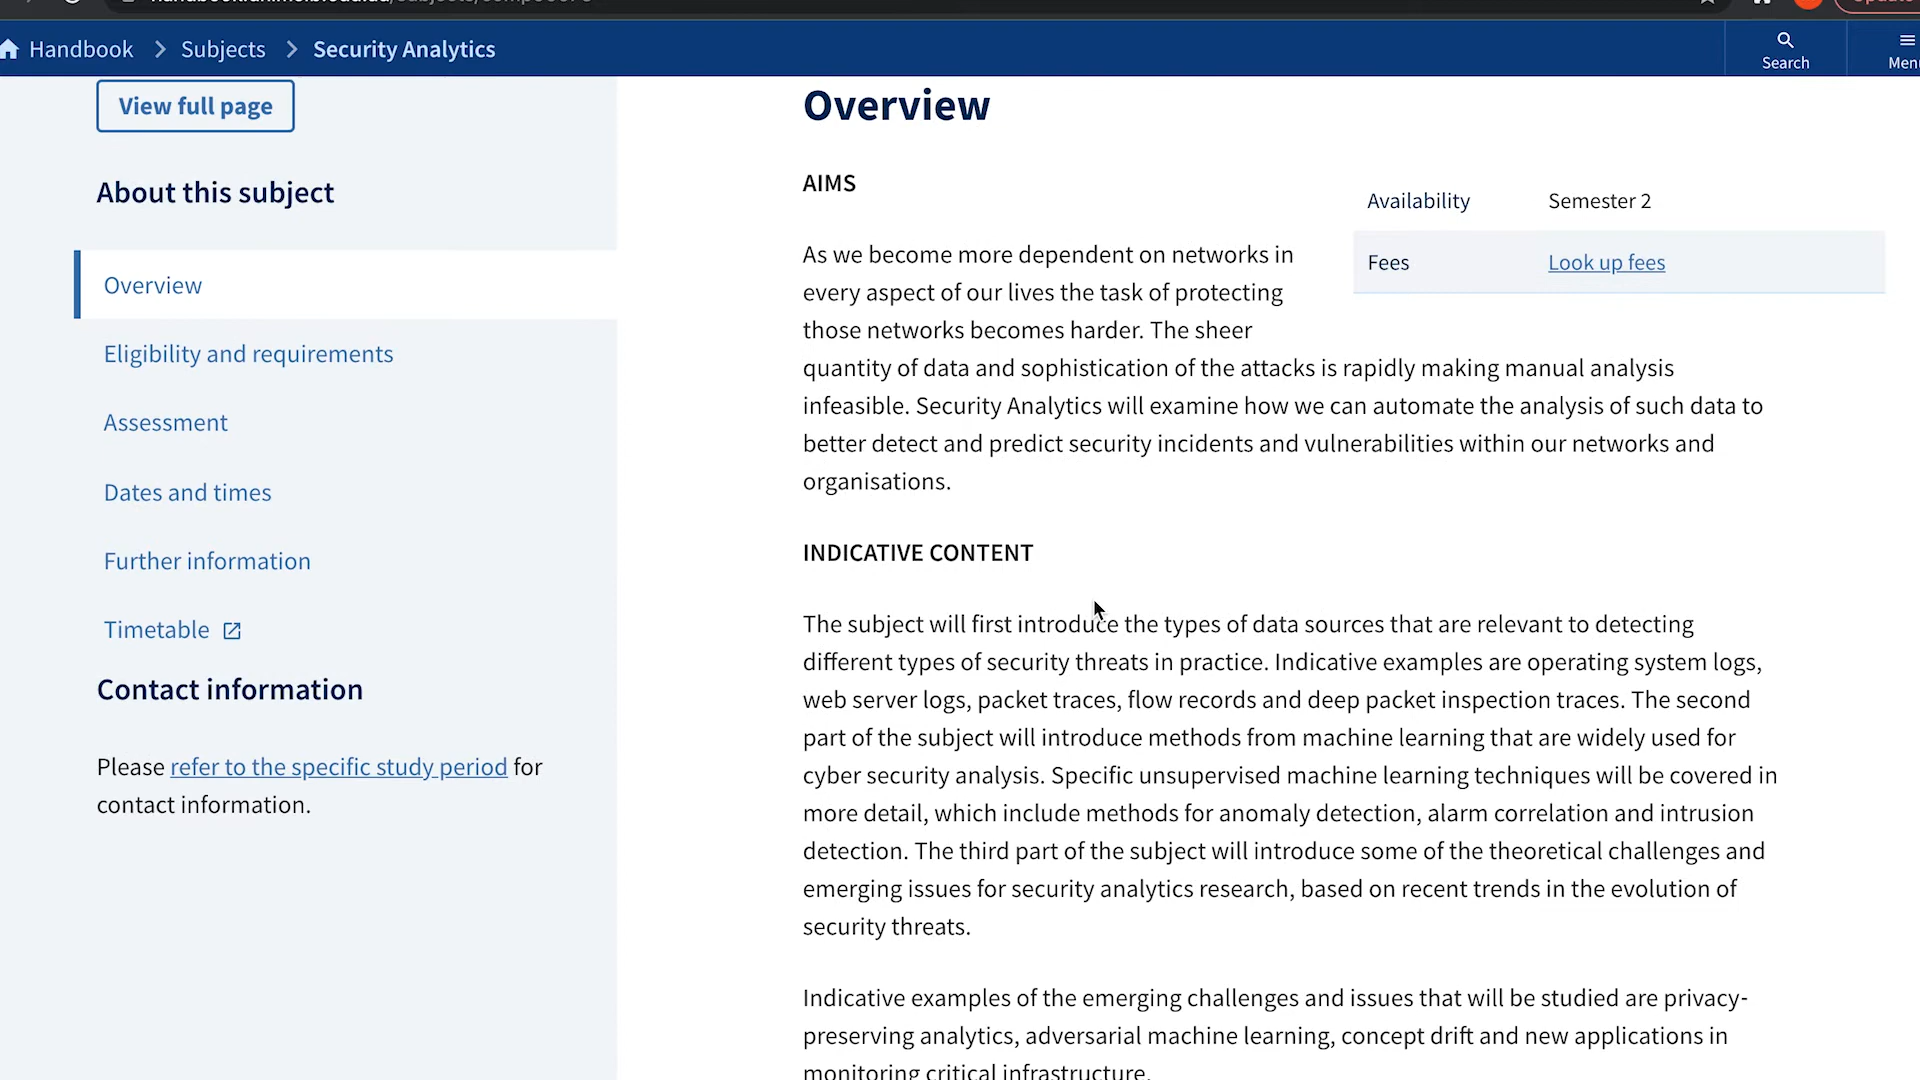 Handbook > Subjects > Security Analytics
Search
View full page
About this subject
Overview
Eligibility and requirements
Assessment
Dates and times
Further information
Timetable
Contact information
Please refer to the specific study period for
contact information.
Overview
AIMS
Availability Semester 2
Fees Look up fees
As we become more dependent on networks in
every aspect of our lives the task of protecting
those networks becomes harder. The sheer
quantity of data and sophistication of the attacks is rapidly making manual analysis
infeasible. Security Analytics will examine how we can automate the analysis of such data to
better detect and predict security incidents and vulnerabilities within our networks and
organisations.
INDICATIVE CONTENT
The subject will first introduce the types of data sources that are relevant to detecting
different types of security threats in practice. Indicative examples are operating system logs,
web server logs, packet traces, flow records and deep packet inspection traces. The second
part of the subject will introduce methods from machine learning that are widely used for
cyber security analysis. Specific unsupervised machine learning techniques will be covered in
more detail, which include methods for anomaly detection, alarm correlation and intrusion
detection. The third part of the subject will introduce some of the theoretical challenges and
emerging issues for security analytics research, based on recent trends in the evolution of
security threats.
Indicative examples of the emerging challenges and issues that will be studied are privacy-
preserving analytics, adversarial machine learning, concept drift and new applications in
monitoring critical infrastructure.